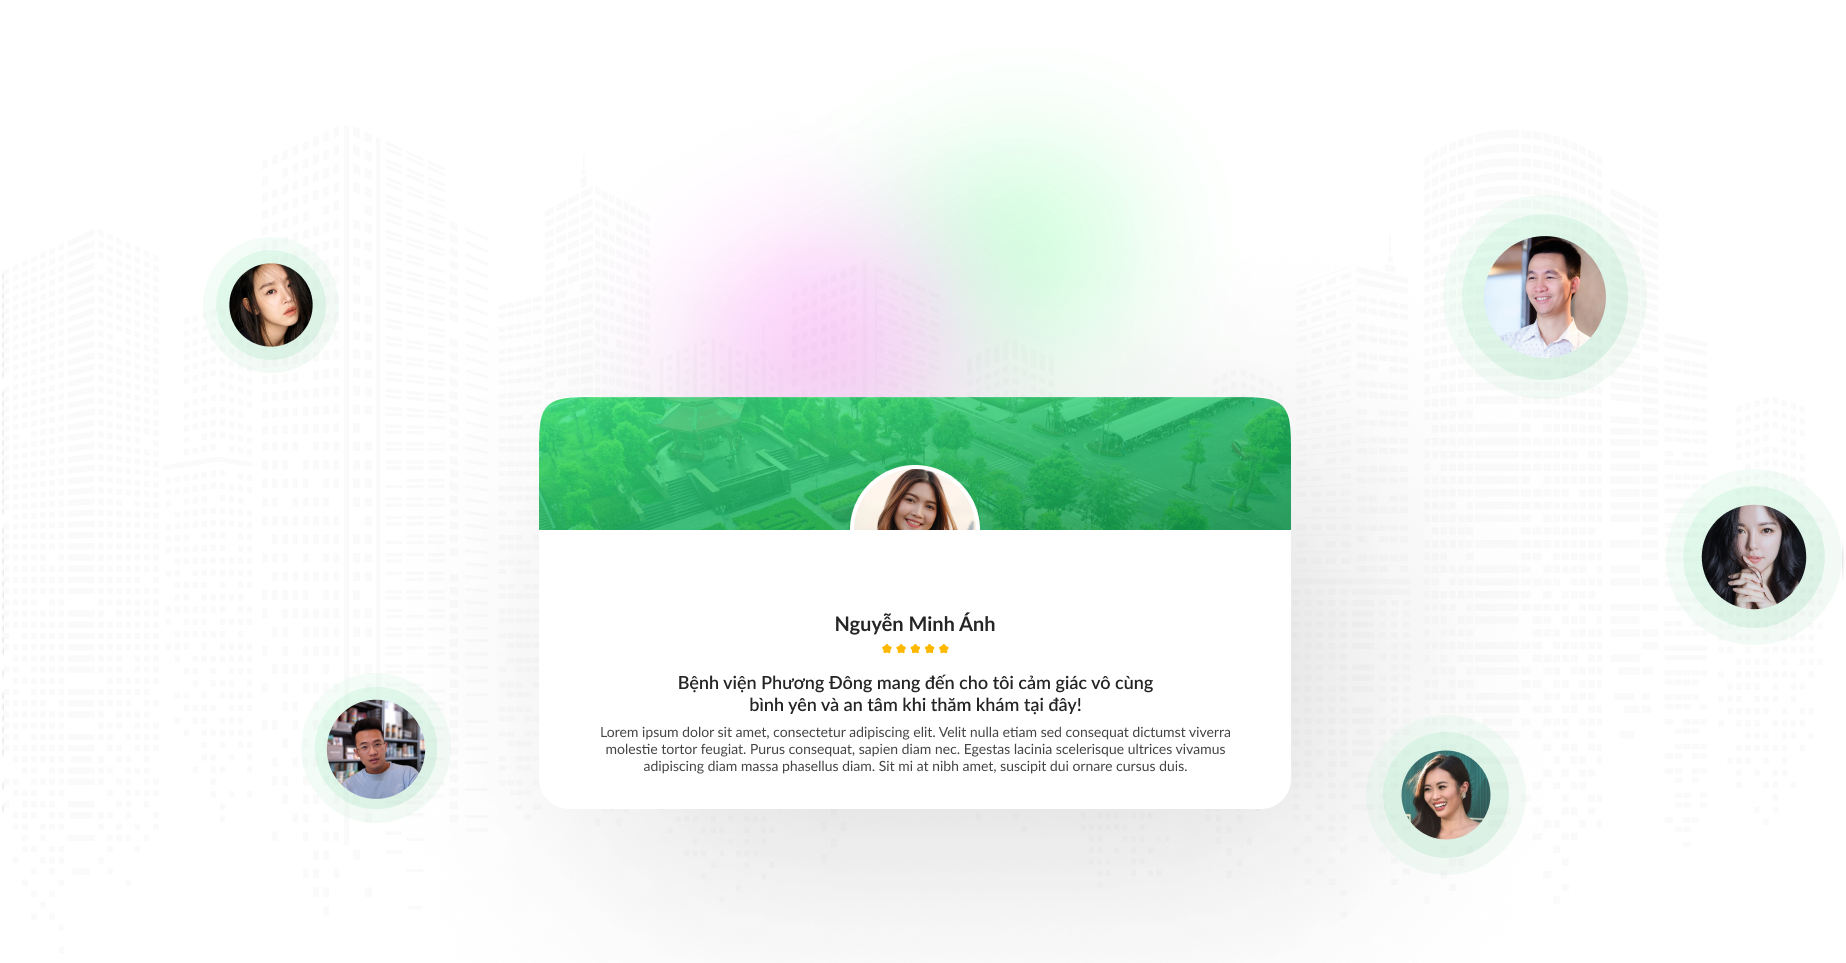 Nguyễn Minh Ánh
Bệnh viện Phương Đông mang đến cho tôi cảm giác vô cùng
bình yên và an tâm khi thăm khám tại đây!
Lorem ipsum dolor sit amet, consectetur adipiscing elit. Velit nulla etiam sed consequat dictumst viverra
molestie tortor feugiat. Purus consequat, sapien diam nec. Egestas lacinia scelerisque ultrices vivamus
adipiscing diam massa phasellus diam. Sit mi at nibh amet, suscipit dui ornare cursus duis.